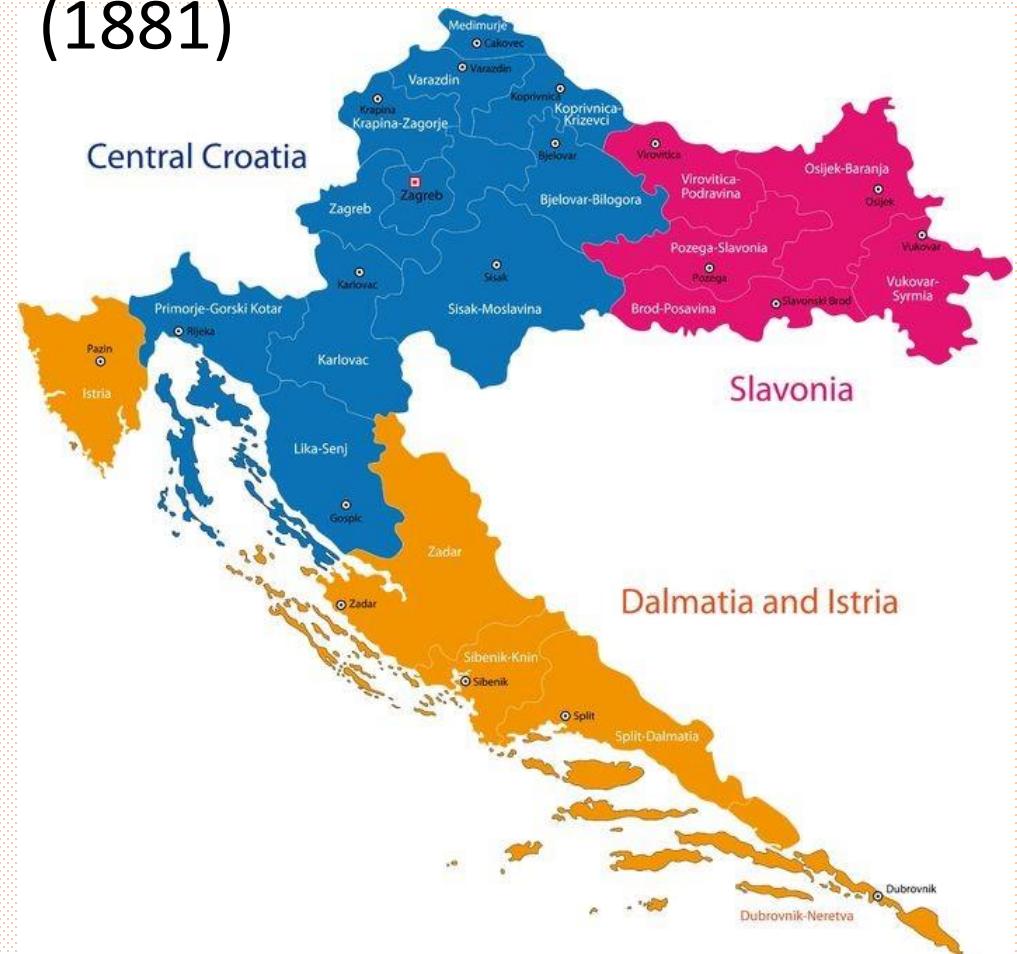 (1881)
Medimurje
Cakovec
Varazdin
Varazdin
Koprivnica
Krapina
Koprivnica-
Krizevci
Krapina-Zagorje
Central Croatia
Bjelovar
Virovitica
Osijek-Baranja
Zagreb
Virovitica-
Podravina
Osijek
Bjelovar-Bilogora
Zagreb
Vukovar
Pozega-Slavonia
Pozega
Sisak
Karlovac
Vukovar-
Syrmia
Slavonski Brod
Primorje-Gorski Kotar
Sisak-Moslavina
Brod-Posavina
Rijeka
Pazin
Karlovac
Istria
Slavonia
Lika-Senj
Gospic
Zadar
Zadar
Dalmatia and Istria
Sibenik-Knin
Sibenik
Split
Split-Dalmatia
Dubrovnik
Dubrovnik-Neretva